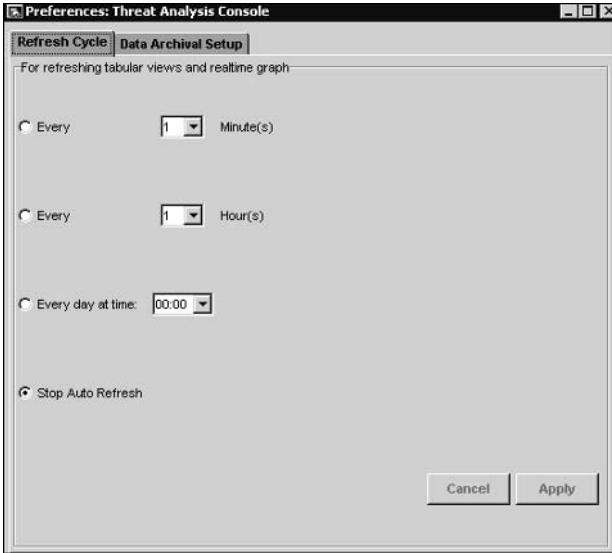 Preferences: Threat Analysis Console
Refresh Cycle Data Archival Setup
For refreshing tabular views and realtime graph
Every 1 Minute(s)
Every 1 Hour(s)
Every day at time: 00:00
Stop Auto Refresh
Cancel Apply